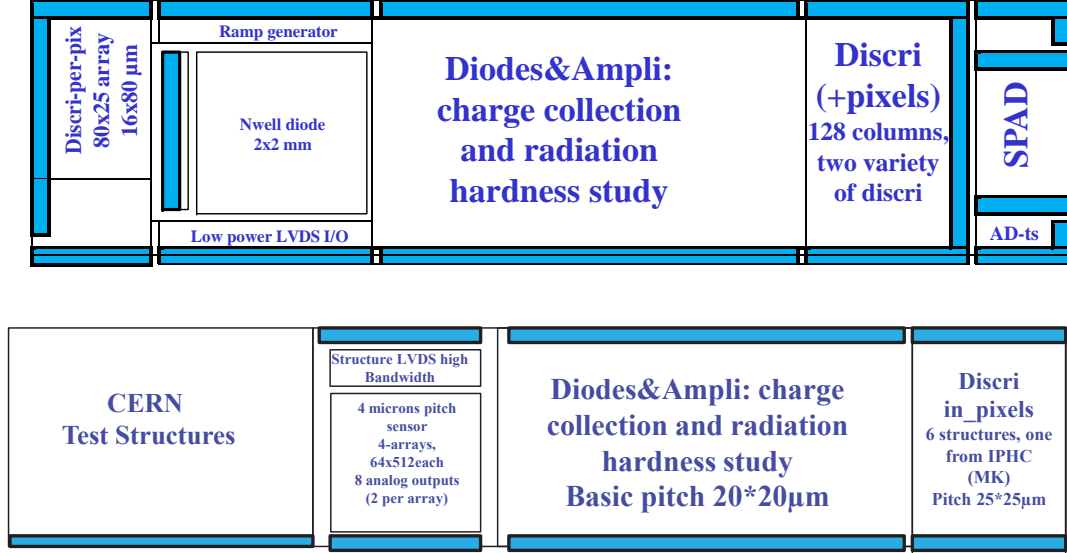 Discri-per-pix
80x25 array
16x80 µm
Ramp generator
Nwell diode
2x2 mm
Low power LVDS I/O
Diodes&Ampli:
charge collection
and radiation
hardness study
Discri
(+pixels)
128 columns,
two variety
of discri
SPAD
AD-ts
CERN
Test Structures
Structure LVDS high
Bandwidth
4 microns pitch
sensor
4-arrays,
64x512each
8 analog outputs
(2 per array)
Diodes&Ampli: charge
collection and radiation
hardness study
Basic pitch 20*20µm
Discri
in_pixels
6 structures, one
from IPHC
(MK)
Pitch 25*25µm